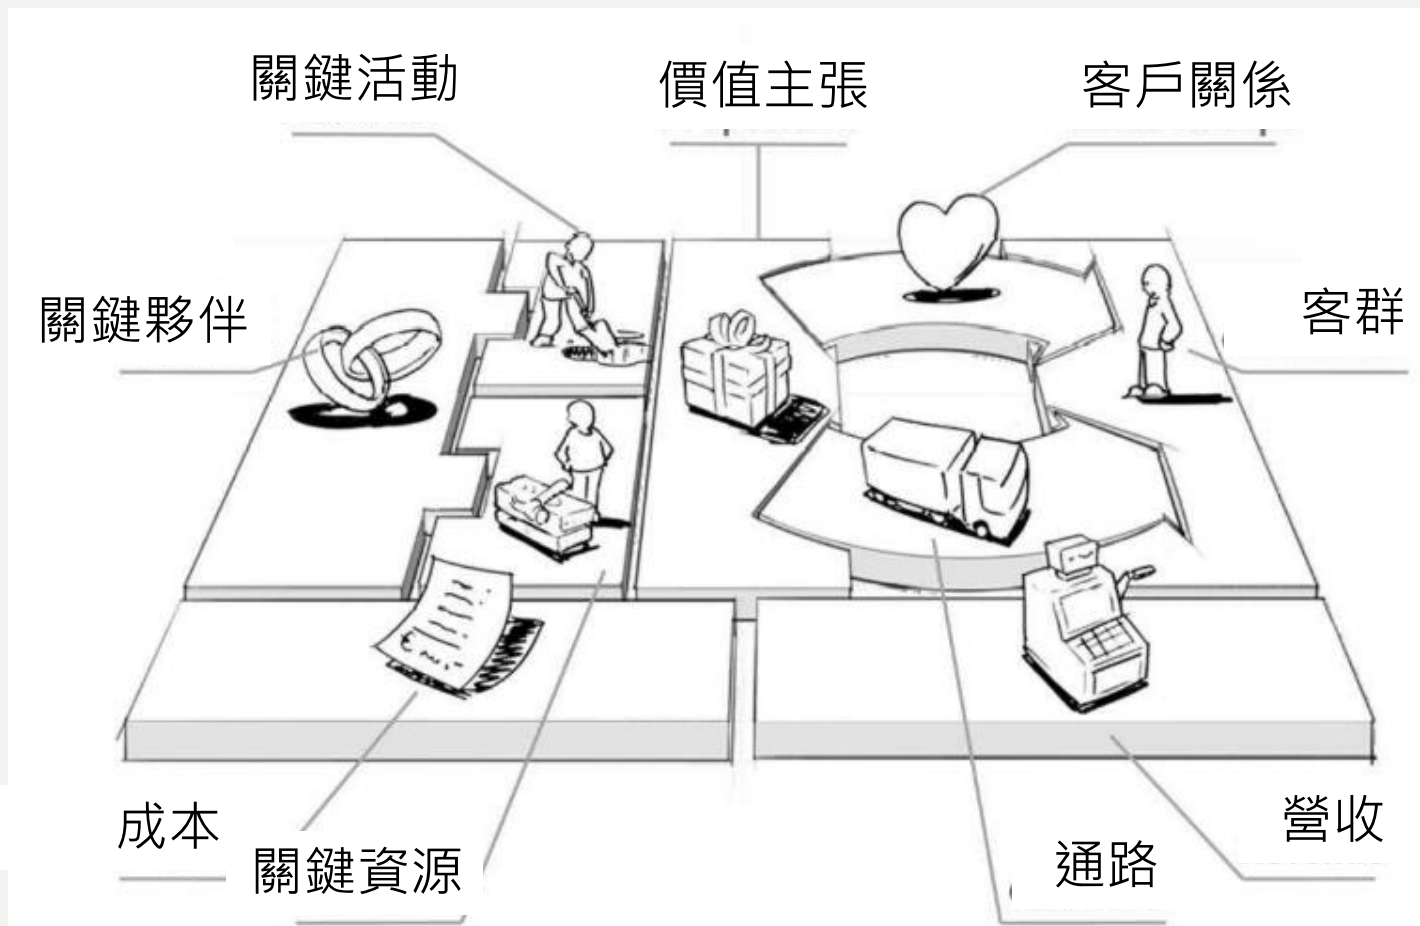 關鍵活動
價值主張
客戶關係
關鍵夥伴
客群
成本
關鍵資源
通路
營收